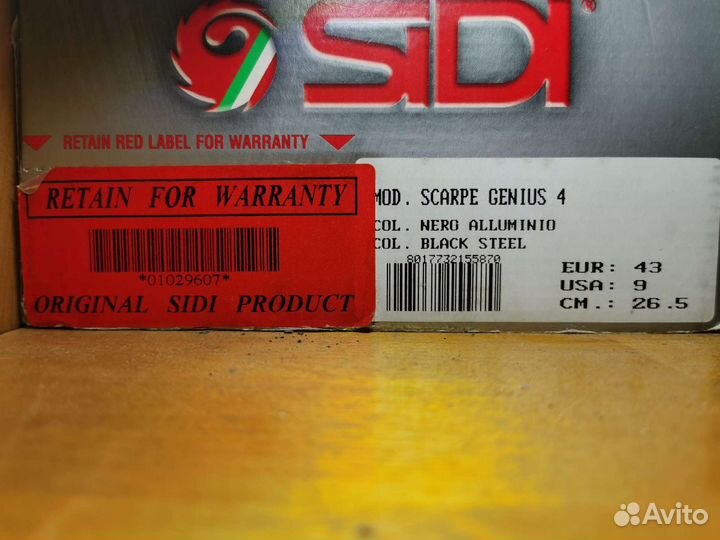 SIDI®
RETAIN RED LABEL FOR WARRANTY
RETAIN FOR WARRANTY
*01029607*
ORIGINAL SIDI PRODUCT
MOD. SCARPE GENIUS 4
COL. NERO ALLUMINIO
COL. BLACK STEEL
8017732155870
EUR: 43
USA: 9
CM.: 26.5
Avito